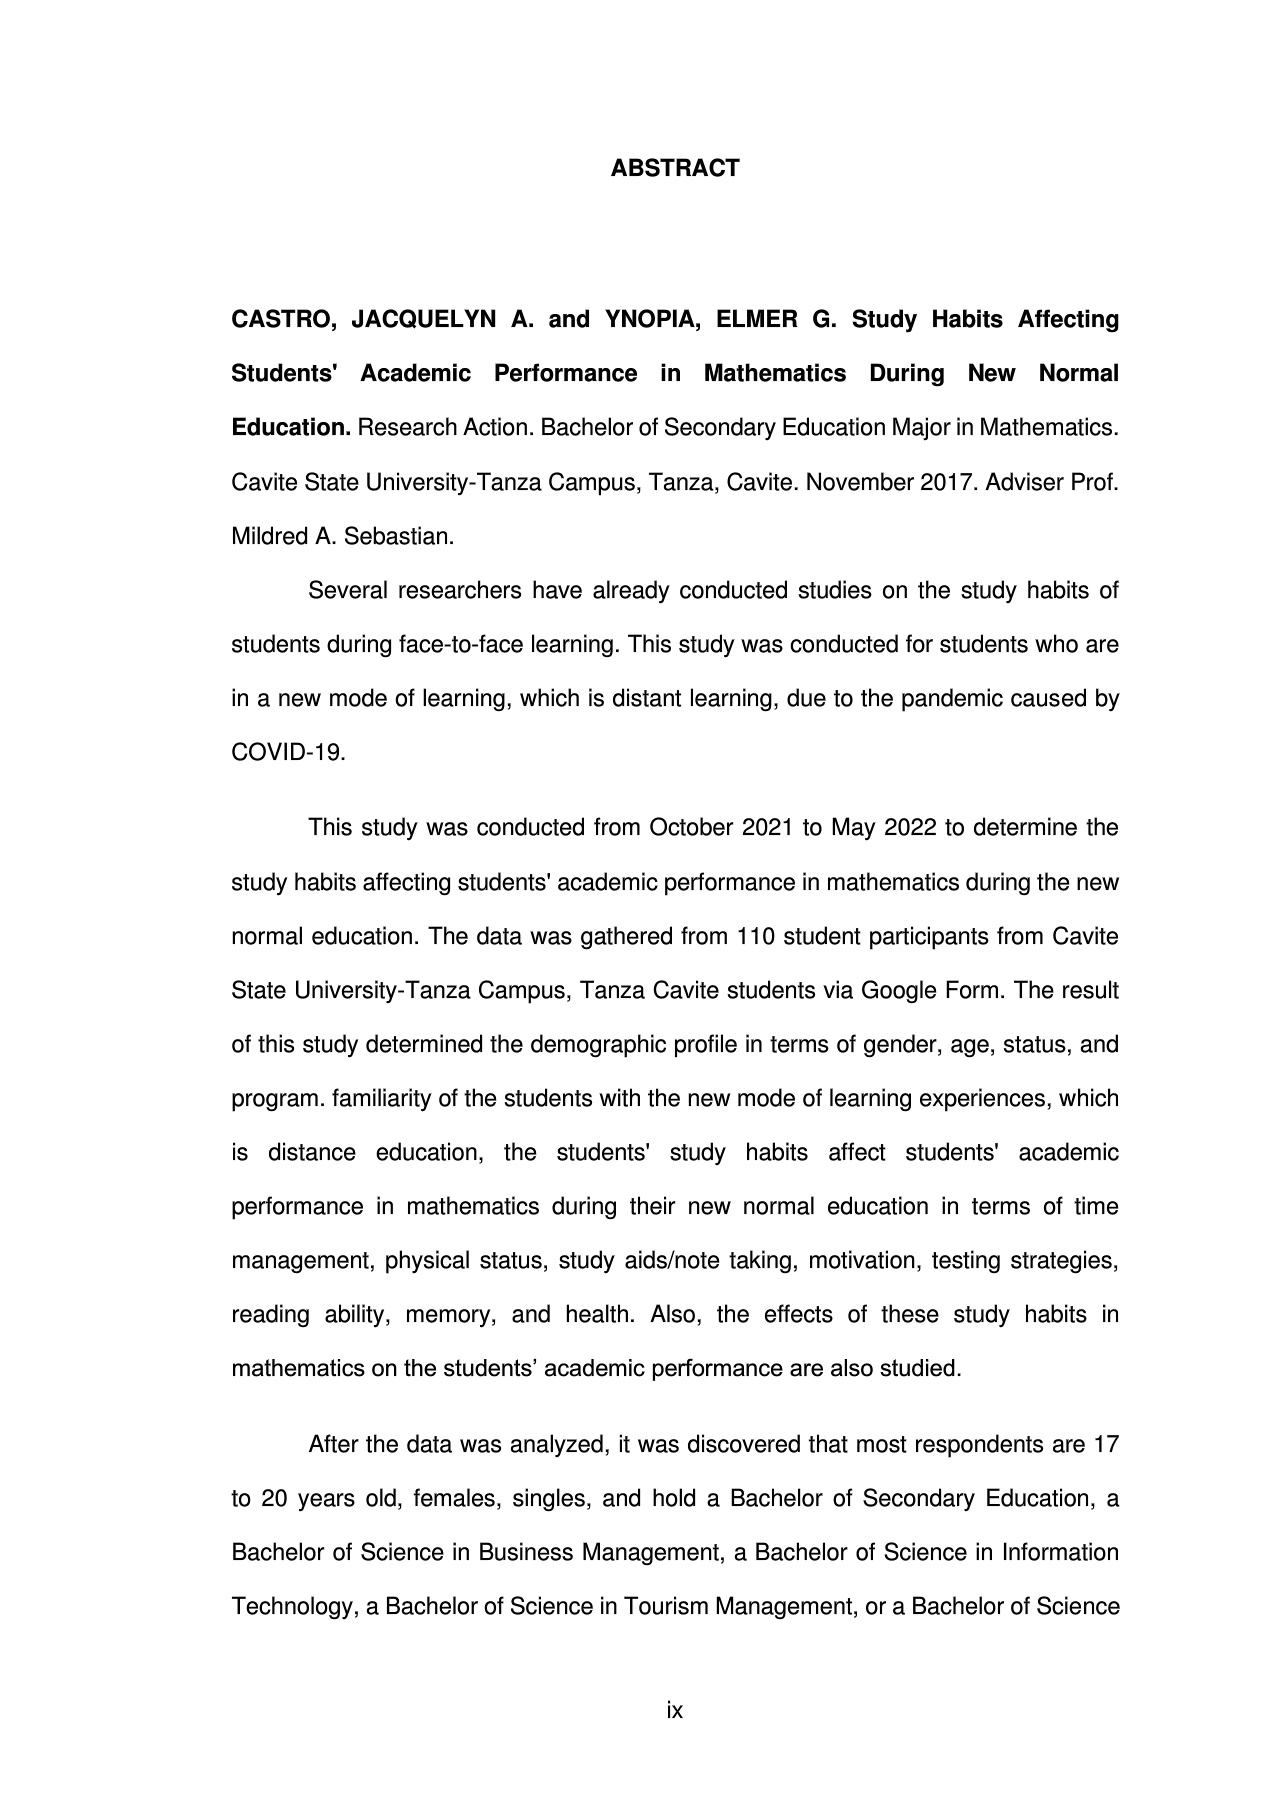 ABSTRACT
CASTRO, JACQUELYN A. and YNOPIA, ELMER G. Study Habits Affecting
Students' Academic Performance in Mathematics During New Normal
Education. Research Action. Bachelor of Secondary Education Major in Mathematics.
Cavite State University-Tanza Campus, Tanza, Cavite. November 2017. Adviser Prof.
Mildred A. Sebastian.
Several researchers have already conducted studies on the study habits of
students during face-to-face learning. This study was conducted for students who are
in a new mode of learning, which is distant learning, due to the pandemic caused by
COVID-19.
This study was conducted from October 2021 to May 2022 to determine the
study habits affecting students' academic performance in mathematics during the new
normal education. The data was gathered from 110 student participants from Cavite
State University-Tanza Campus, Tanza Cavite students via Google Form. The result
of this study determined the demographic profile in terms of gender, age, status, and
program. familiarity of the students with the new mode of learning experiences, which
is distance education, the students' study habits affect students' academic
performance in mathematics during their new normal education in terms of time
management, physical status, study aids/note taking, motivation, testing strategies,
reading ability, memory, and health. Also, the effects of these study habits in
mathematics on the students’ academic performance are also studied.
After the data was analyzed, it was discovered that most respondents are 17
to 20 years old, females, singles, and hold a Bachelor of Secondary Education, a
Bachelor of Science in Business Management, a Bachelor of Science in Information
Technology, a Bachelor of Science in Tourism Management, or a Bachelor of Science
ix